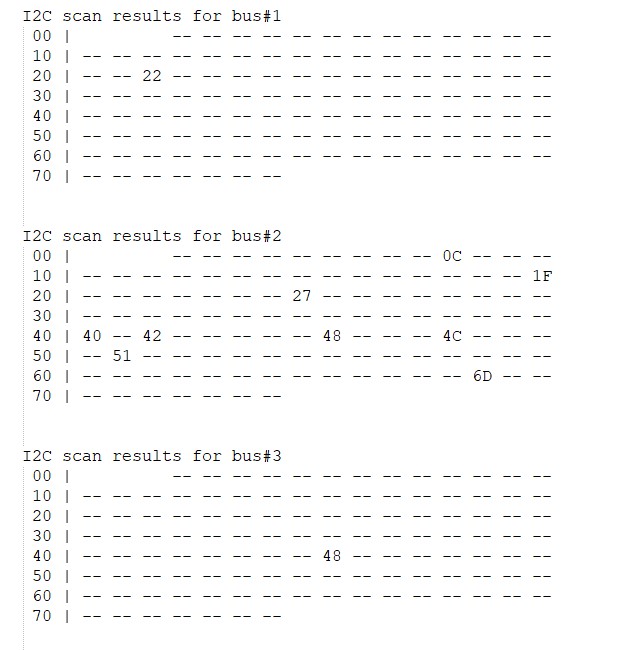 I2C scan results for bus#1
00 |          -- -- -- -- -- -- -- -- -- -- -- -- --
10 | -- -- -- -- -- -- -- -- -- -- -- -- -- -- -- --
20 | -- -- 22 -- -- -- -- -- -- -- -- -- -- -- -- --
30 | -- -- -- -- -- -- -- -- -- -- -- -- -- -- -- --
40 | -- -- -- -- -- -- -- -- -- -- -- -- -- -- -- --
50 | -- -- -- -- -- -- -- -- -- -- -- -- -- -- -- --
60 | -- -- -- -- -- -- -- -- -- -- -- -- -- -- -- --
70 | -- -- -- -- -- -- --
I2C scan results for bus#2
00 |          -- -- -- -- -- -- -- -- -- 0C -- -- --
10 | -- -- -- -- -- -- -- -- -- -- -- -- -- -- -- 1F
20 | -- -- -- -- -- -- -- 27 -- -- -- -- -- -- -- --
30 | -- -- -- -- -- -- -- -- -- -- -- -- -- -- -- --
40 | 40 -- 42 -- -- -- -- -- 48 -- -- -- 4C -- -- --
50 | -- 51 -- -- -- -- -- -- -- -- -- -- -- -- -- --
60 | -- -- -- -- -- -- -- -- -- -- -- -- -- 6D -- --
70 | -- -- -- -- -- -- --
I2C scan results for bus#3
00 |          -- -- -- -- -- -- -- -- -- -- -- -- --
10 | -- -- -- -- -- -- -- -- -- -- -- -- -- -- -- --
20 | -- -- -- -- -- -- -- -- -- -- -- -- -- -- -- --
30 | -- -- -- -- -- -- -- -- -- -- -- -- -- -- -- --
40 | -- -- -- -- -- -- -- -- 48 -- -- -- -- -- -- --
50 | -- -- -- -- -- -- -- -- -- -- -- -- -- -- -- --
60 | -- -- -- -- -- -- -- -- -- -- -- -- -- -- -- --
70 | -- -- -- -- -- -- --